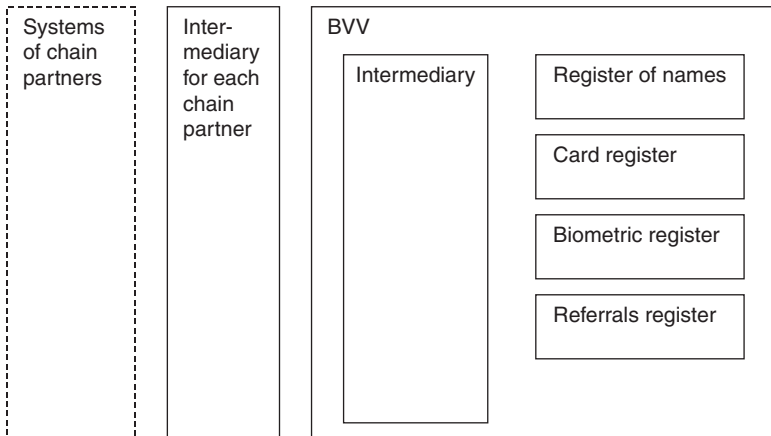 Systems
of chain
partners
Inter-
mediary
for each
chain
partner
BVV
Intermediary
Register of names
Card register
Biometric register
Referrals register